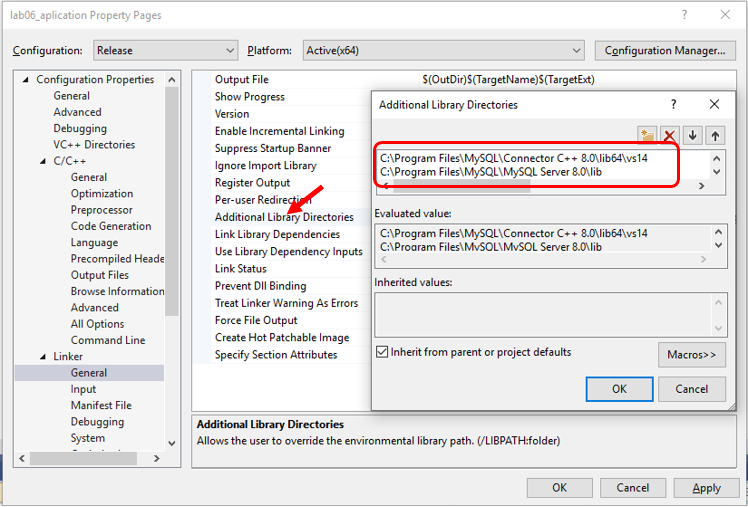 lab06_aplication Property Pages
Configuration: Release Platform: Active(x64) Configuration Manager...
Configuration Properties
General
Advanced
Debugging
VC++ Directories
C/C++
General
Optimization
Preprocessor
Code Generation
Language
Precompiled Heade
Output Files
Browse Information
Advanced
All Options
Command Line
Linker
General
Input
Manifest File
Debugging
System
Output File $(OutDir)$(TargetName)$(TargetExt)
Show Progress
Version
Enable Incremental Linking
Suppress Startup Banner
Ignore Import Library
Register Output
Per-user Redirection
Additional Library Directories
Link Library Dependencies
Use Library Dependency Inputs
Link Status
Prevent Dll Binding
Treat Linker Warning As Errors
Force File Output
Create Hot Patchable Image
Specify Section Attributes
Additional Library Directories
C:\Program Files\MySQL\Connector C++ 8.0\lib64\vs14
C:\Program Files\MySQL\MySQL Server 8.0\lib
Evaluated value:
C:\Program Files\MySQL\Connector C++ 8.0\lib64\vs14
C:\Program Files\MySQL\MySQL Server 8.0\lib
Inherited values:
Inherit from parent or project defaults
Macros>>
OK Cancel
Additional Library Directories
Allows the user to override the environmental library path. (/LIBPATH:folder)
OK Cancel Apply